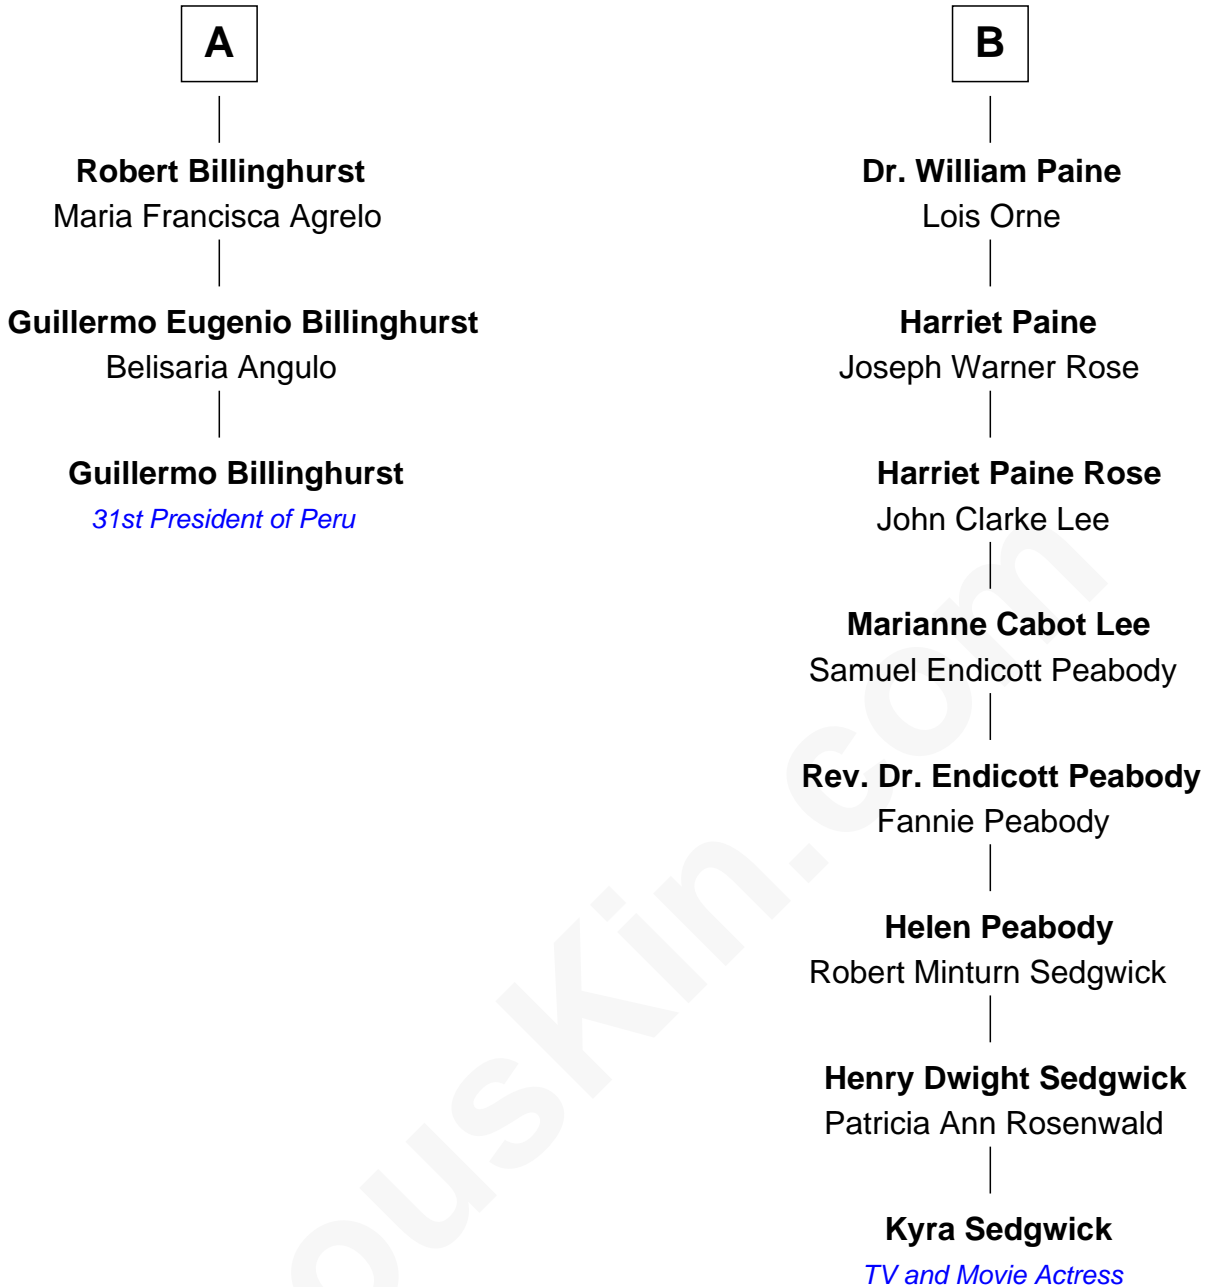 A
Robert Billinghurst
Maria Francisca Agrelo
Guillermo Eugenio Billinghurst
Belisaria Angulo
Guillermo Billinghurst
31st President of Peru
B
Dr. William Paine
Lois Orne
Harriet Paine
Joseph Warner Rose
Harriet Paine Rose
John Clarke Lee
Marianne Cabot Lee
Samuel Endicott Peabody
Rev. Dr. Endicott Peabody
Fannie Peabody
Helen Peabody
Robert Minturn Sedgwick
Henry Dwight Sedgwick
Patricia Ann Rosenwald
Kyra Sedgwick
TV and Movie Actress
ousKin.com